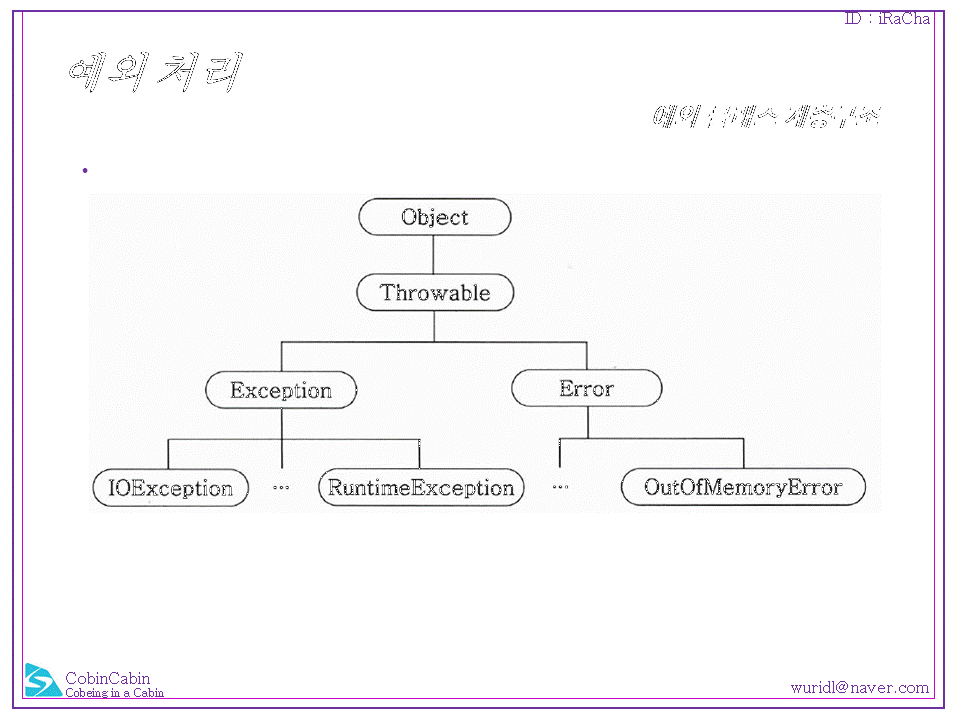 ID : iRaCha
예외 처리
예외 클래스 계층구조
•
Object
Throwable
Exception
Error
IOException
...
RuntimeException
...
OutOfMemoryError
CobinCabin
Cobeing in a Cabin
wuridl@naver.com